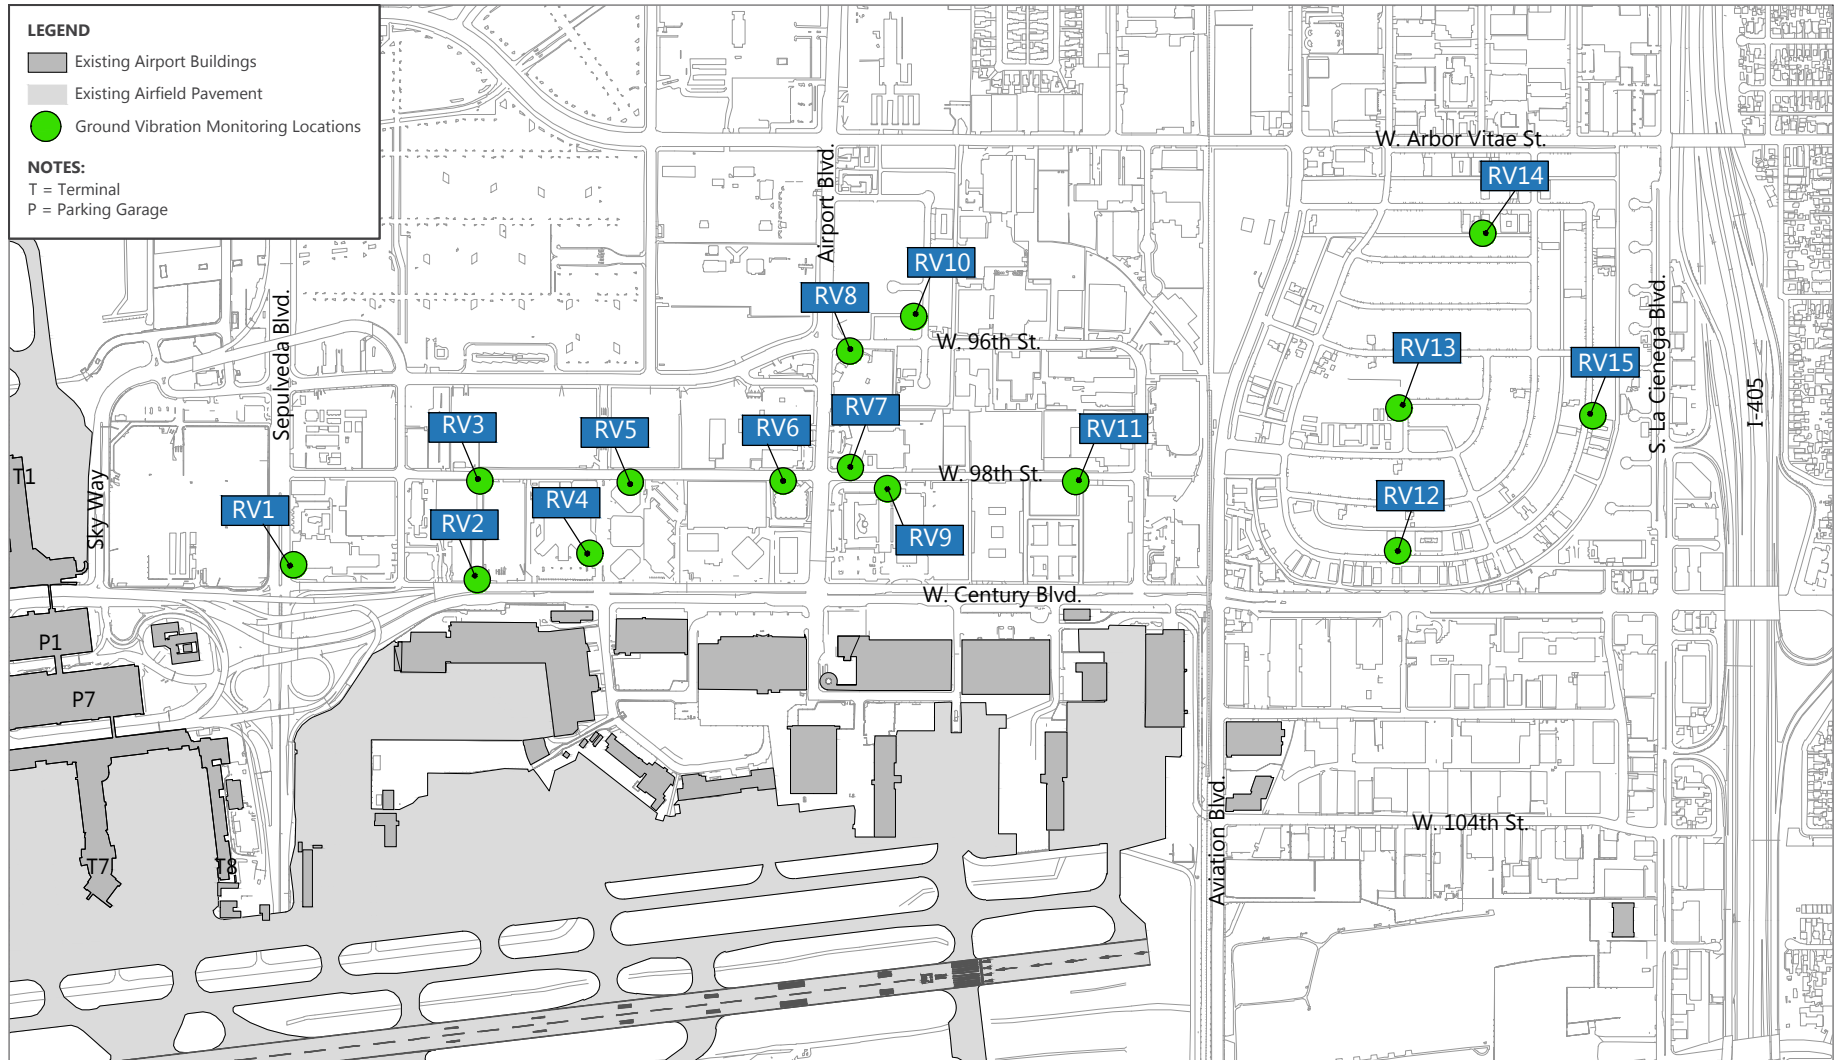 LEGEND
Existing Airport Buildings
Existing Airfield Pavement
Ground Vibration Monitoring Locations
NOTES:
T = Terminal
P = Parking Garage
W. Arbor Vitae St.
RV14
Airport Blvd.
RV10
RV8
Sepulveda Blvd.
W. 96th St.
RV13
RV15
S. La Cienega Blvd.
I-405
RV7
RV3
RV5
RV6
RV11
T1
Sky Way
W. 98th St.
RV1
RV4
RV2
RV12
RV9
W. Century Blvd.
P1
P7
Aviation Blvd.
W. 104th St.
T7
T8